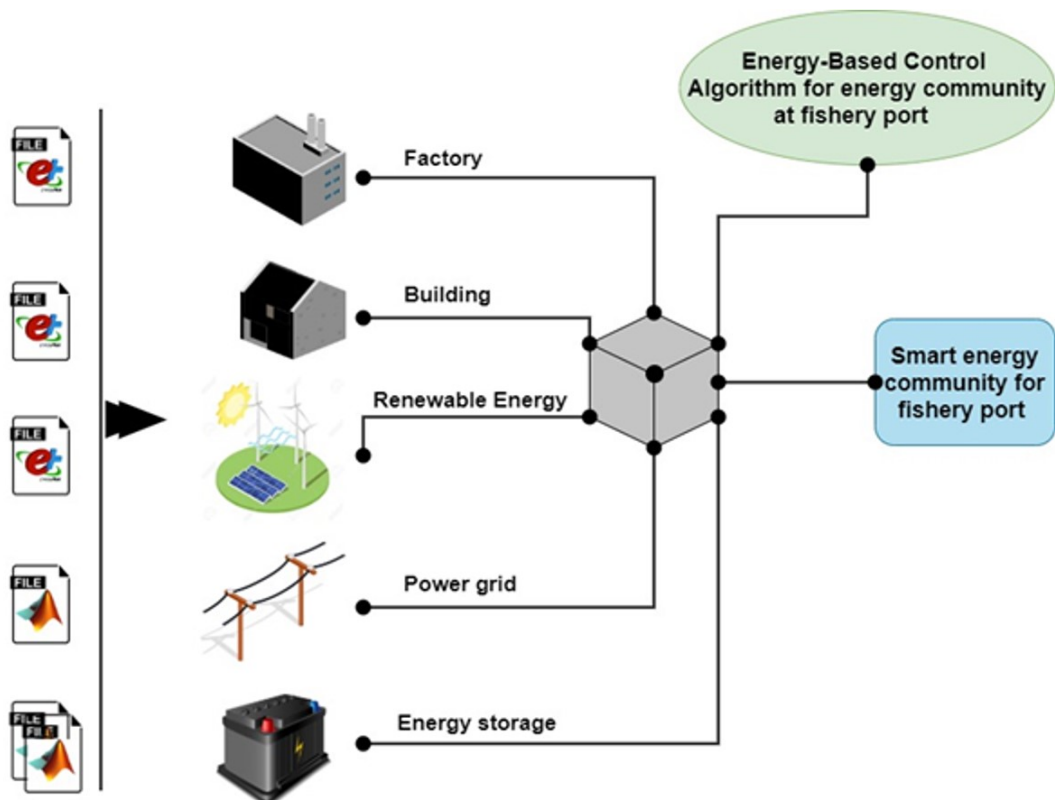 Energy-Based Control
Algorithm for energy community
at fishery port
FILE
Factory
FILE
Building
Smart energy
community for
fishery port
Renewable Energy
FILE
FILE
Power grid
FILE
FILE
Energy storage